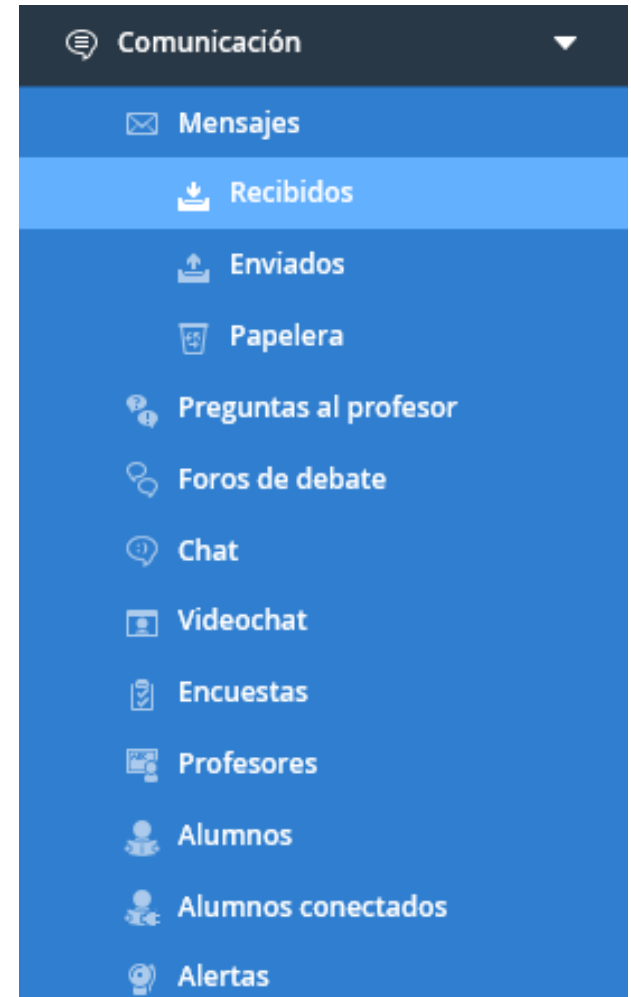 Comunicación
Mensajes
Recibidos
Enviados
Papelera
Preguntas al profesor
Foros de debate
Chat
Videochat
Encuestas
Profesores
Alumnos
Alumnos conectados
Alertas